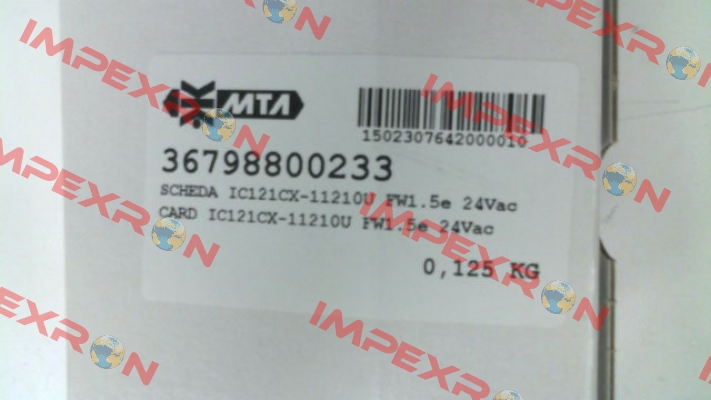 MTA
1502307642000010
36798800233
SCHEDA IC121CX-11210U FW1.5e 24Vac
CARD IC121CX-11210U FW1.5e 24Vac
0,125 KG
IMPEXRON
IMPEXRON
IMPEXRON
IMPEXRON
IMPEXRON
IMPEXRON